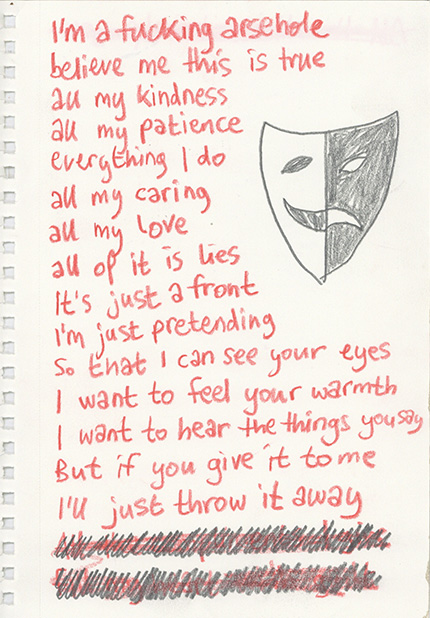 I'm a fucking arsehole
believe me this is true
all my kindness
all my patience
everything I do
all my caring
all my love
all of it is lies
It's just a front
I'm just pretending
So that I can see your eyes
I want to feel your warmth
I want to hear the things you say
But if you give it to me
I'll just throw it away